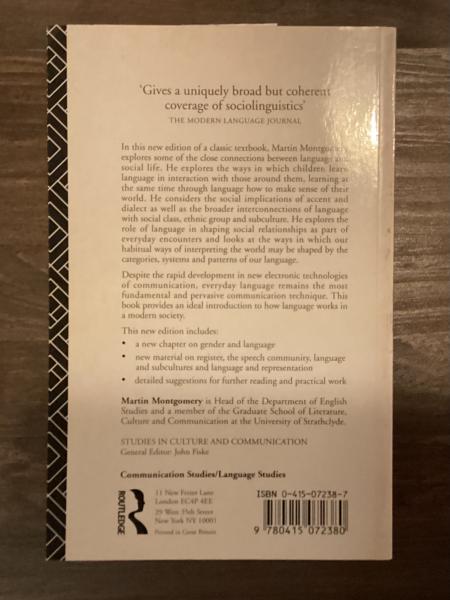 'Gives a uniquely broad but coherent
coverage of sociolinguistics'
THE MODERN LANGUAGE JOURNAL
In this new edition of a classic textbook, Martin Montgomery
explores some of the close connections between language and
social life. He explores the ways in which children learn
language in interaction with those around them, learning at
the same time through language how to make sense of their
world. He considers the social implications of accent and
dialect as well as the broader interconnections of language
with social class, ethnic group and subculture. He explores the
role of language in shaping social relationships as part of
everyday encounters and looks at the ways in which our
habitual ways of interpreting the world may be shaped by the
categories, systems and patterns of our language.
Despite the rapid development in new electronic technologies
of communication, everyday language remains the most
fundamental and pervasive communication technique. This
book provides an ideal introduction to how language works in
a modern society.
This new edition includes:
• a new chapter on gender and language
• new material on register, the speech community, language
and subcultures and language and representation
• detailed suggestions for further reading and practical work
Martin Montgomery is Head of the Department of English
Studies and a member of the Graduate School of Literature,
Culture and Communication at the University of Strathclyde.
STUDIES IN CULTURE AND COMMUNICATION
General Editor: John Fiske
Communication Studies/Language Studies
ROUTLEDGE
11 New Fetter Lane
London EC4P 4EE
29 West 35th Street
New York NY 10001
Printed in Great Britain
ISBN 0-415-07238-7
9 780415 072380